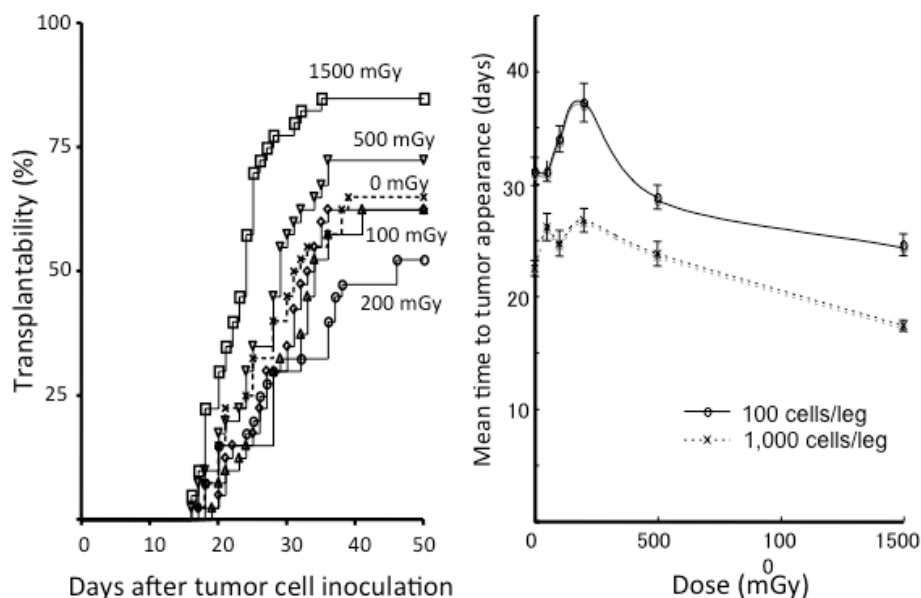 100
75
50
25
Transplantability (%)
1500 mGy
500 mGy
0 mGy
100 mGy
200 mGy
0 10 20 30 40 50
Days after tumor cell inoculation
40
30
20
10
Mean time to tumor appearance (days)
100 cells/leg
1,000 cells/leg
0 500 100 1500
0
Dose (mGy)